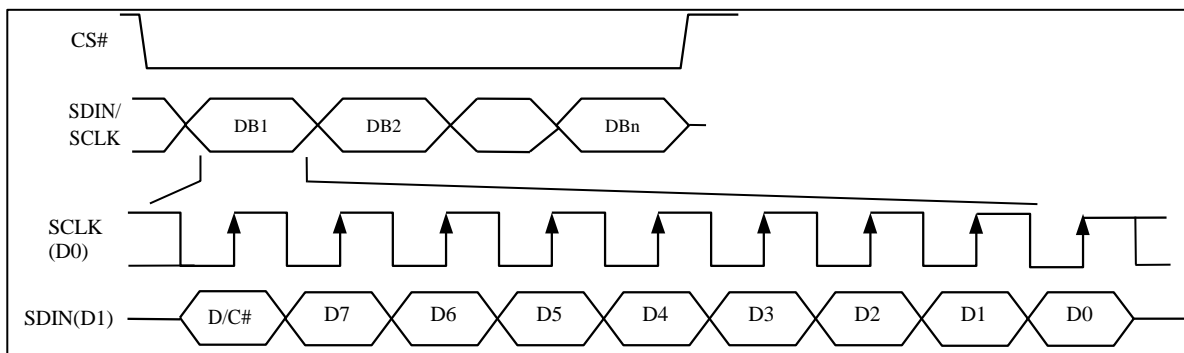 CS#
SDIN/
SCLK
DB1 DB2 DBn
SCLK
(D0)
SDIN(D1) D/C# D7 D6 D5 D4 D3 D2 D1 D0